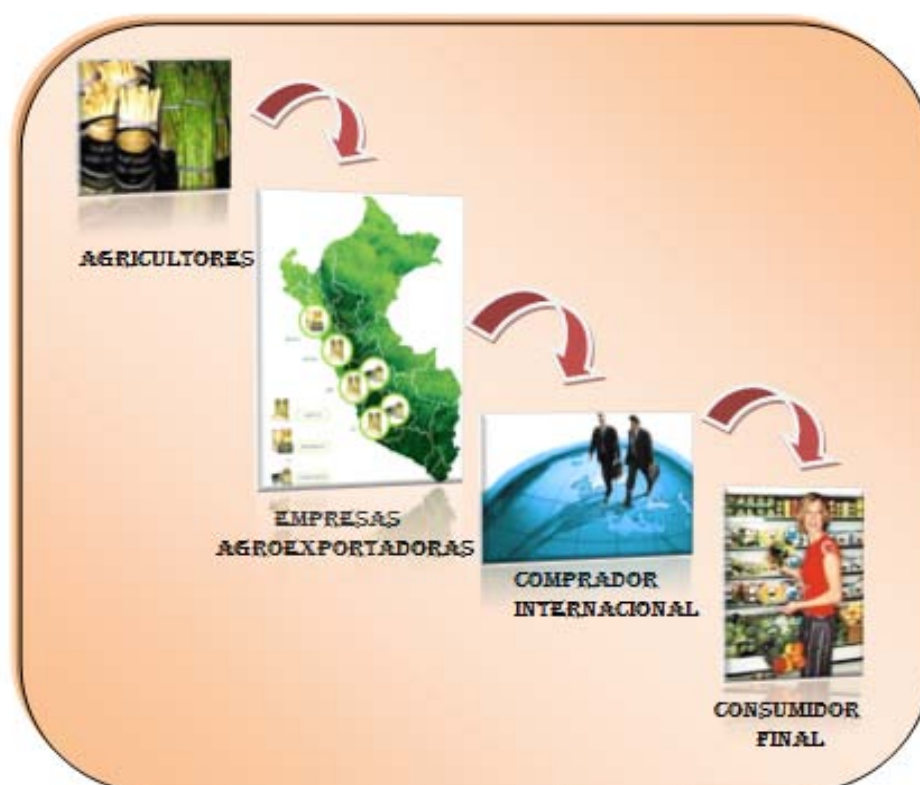 AGRICULTORES
EMPRESAS
AGROEXPORTADORAS
COMPRADOR
INTERNACIONAL
CONSUMIDOR
FINAL